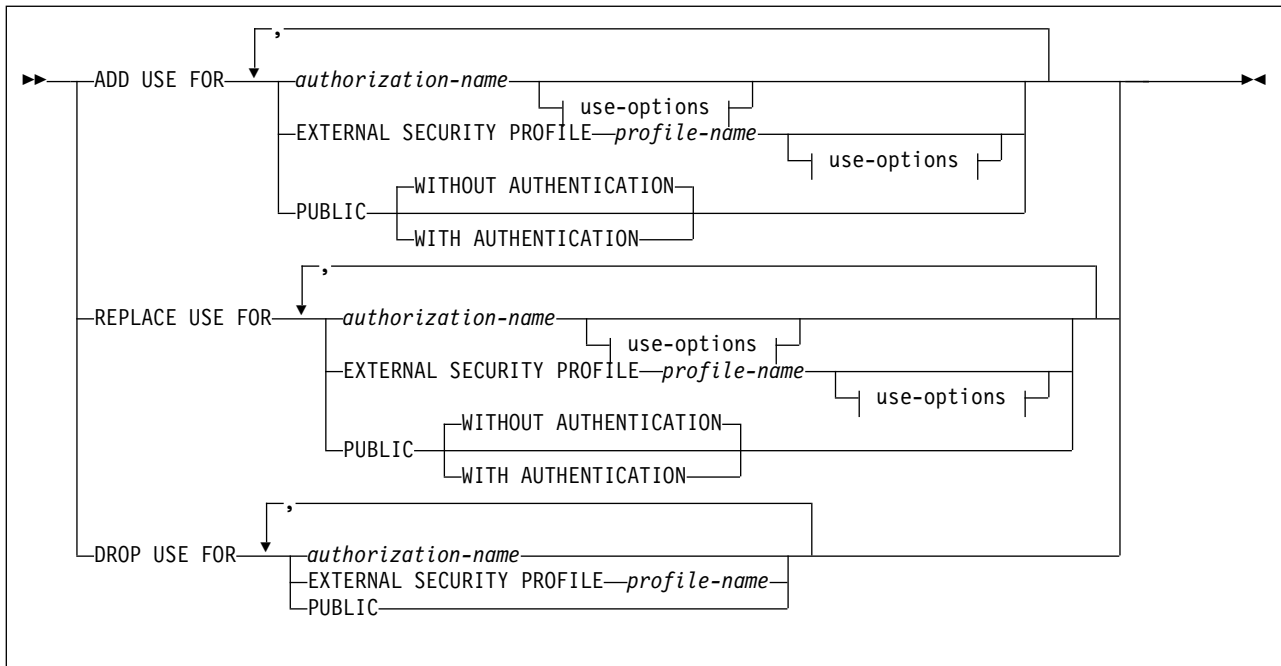 ,
ADD USE FOR authorization-name
use-options
EXTERNAL SECURITY PROFILE profile-name
use-options
WITHOUT AUTHENTICATION
PUBLIC
WITH AUTHENTICATION
,
REPLACE USE FOR authorization-name
use-options
EXTERNAL SECURITY PROFILE profile-name
use-options
WITHOUT AUTHENTICATION
PUBLIC
WITH AUTHENTICATION
,
DROP USE FOR authorization-name
EXTERNAL SECURITY PROFILE profile-name
PUBLIC